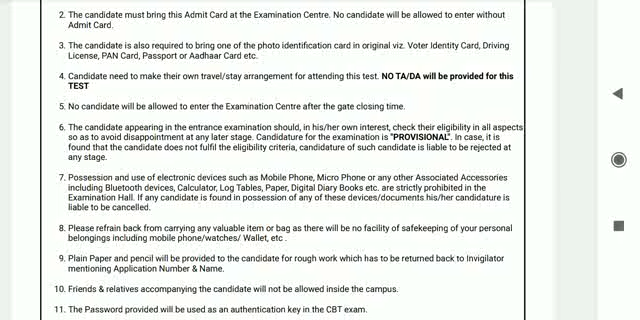 2. The candidate must bring this Admit Card at the Examination Centre. No candidate will be allowed to enter without
Admit Card.
3. The candidate is also required to bring one of the photo identification card in original viz. Voter Identity Card, Driving
License, PAN Card, Passport or Aadhaar Card etc.
4. Candidate need to make their own travel/stay arrangement for attending this test. NO TA/DA will be provided for this
TEST
5. No candidate will be allowed to enter the Examination Centre after the gate closing time.
6. The candidate appearing in the entrance examination should, in his/her own interest, check their eligibility in all aspects
so as to avoid disappointment at any later stage. Candidature for the examination is "PROVISIONAL". In case, it is
found that the candidate does not fulfil the eligibility criteria, candidature of such candidate is liable to be rejected at
any stage.
7. Possession and use of electronic devices such as Mobile Phone, Micro Phone or any other Associated Accessories
including Bluetooth devices, Calculator, Log Tables, Paper, Digital Diary Books etc. are strictly prohibited in the
Examination Hall. If any candidate is found in possession of any of these devices/documents his/her candidature is
liable to be cancelled.
8. Please refrain back from carrying any valuable item or bag as there will be no facility of safekeeping of your personal
belongings including mobile phone/watches/ Wallet, etc .
9. Plain Paper and pencil will be provided to the candidate for rough work which has to be returned back to Invigilator
mentioning Application Number & Name.
10. Friends & relatives accompanying the candidate will not be allowed inside the campus.
11. The Password provided will be used as an authentication key in the CBT exam.